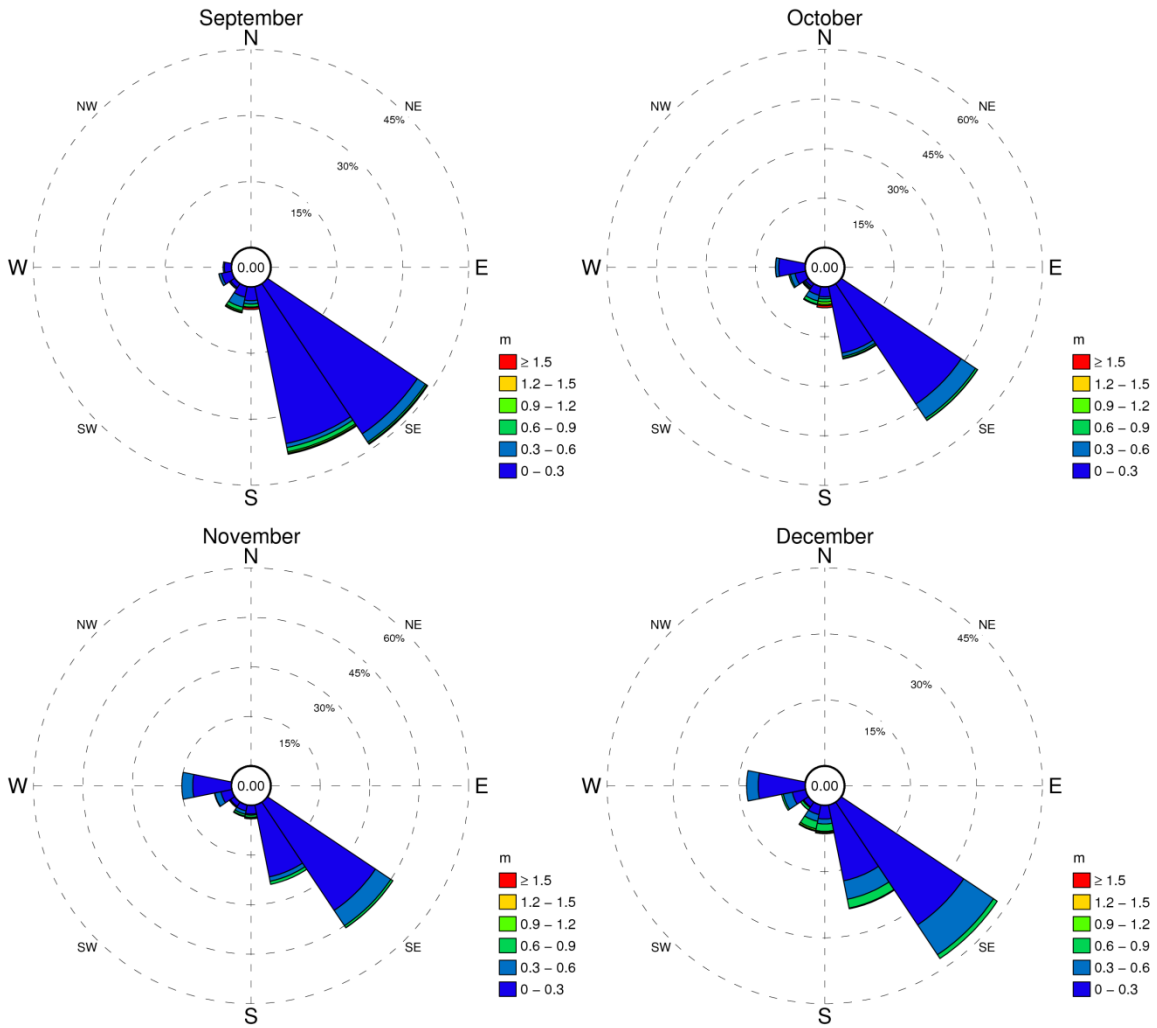 September
N
NW
NE
45%
30%
15%
W
0.00
E
SW
SE
S
m
≥ 1.5
1.2 – 1.5
0.9 – 1.2
0.6 – 0.9
0.3 – 0.6
0 – 0.3
October
N
NW
NE
60%
45%
30%
15%
W
0.00
E
SW
SE
S
m
≥ 1.5
1.2 – 1.5
0.9 – 1.2
0.6 – 0.9
0.3 – 0.6
0 – 0.3
November
N
NW
NE
60%
45%
30%
15%
W
0.00
E
SW
SE
S
m
≥ 1.5
1.2 – 1.5
0.9 – 1.2
0.6 – 0.9
0.3 – 0.6
0 – 0.3
December
N
NW
NE
45%
30%
15%
W
0.00
E
SW
SE
S
m
≥ 1.5
1.2 – 1.5
0.9 – 1.2
0.6 – 0.9
0.3 – 0.6
0 – 0.3